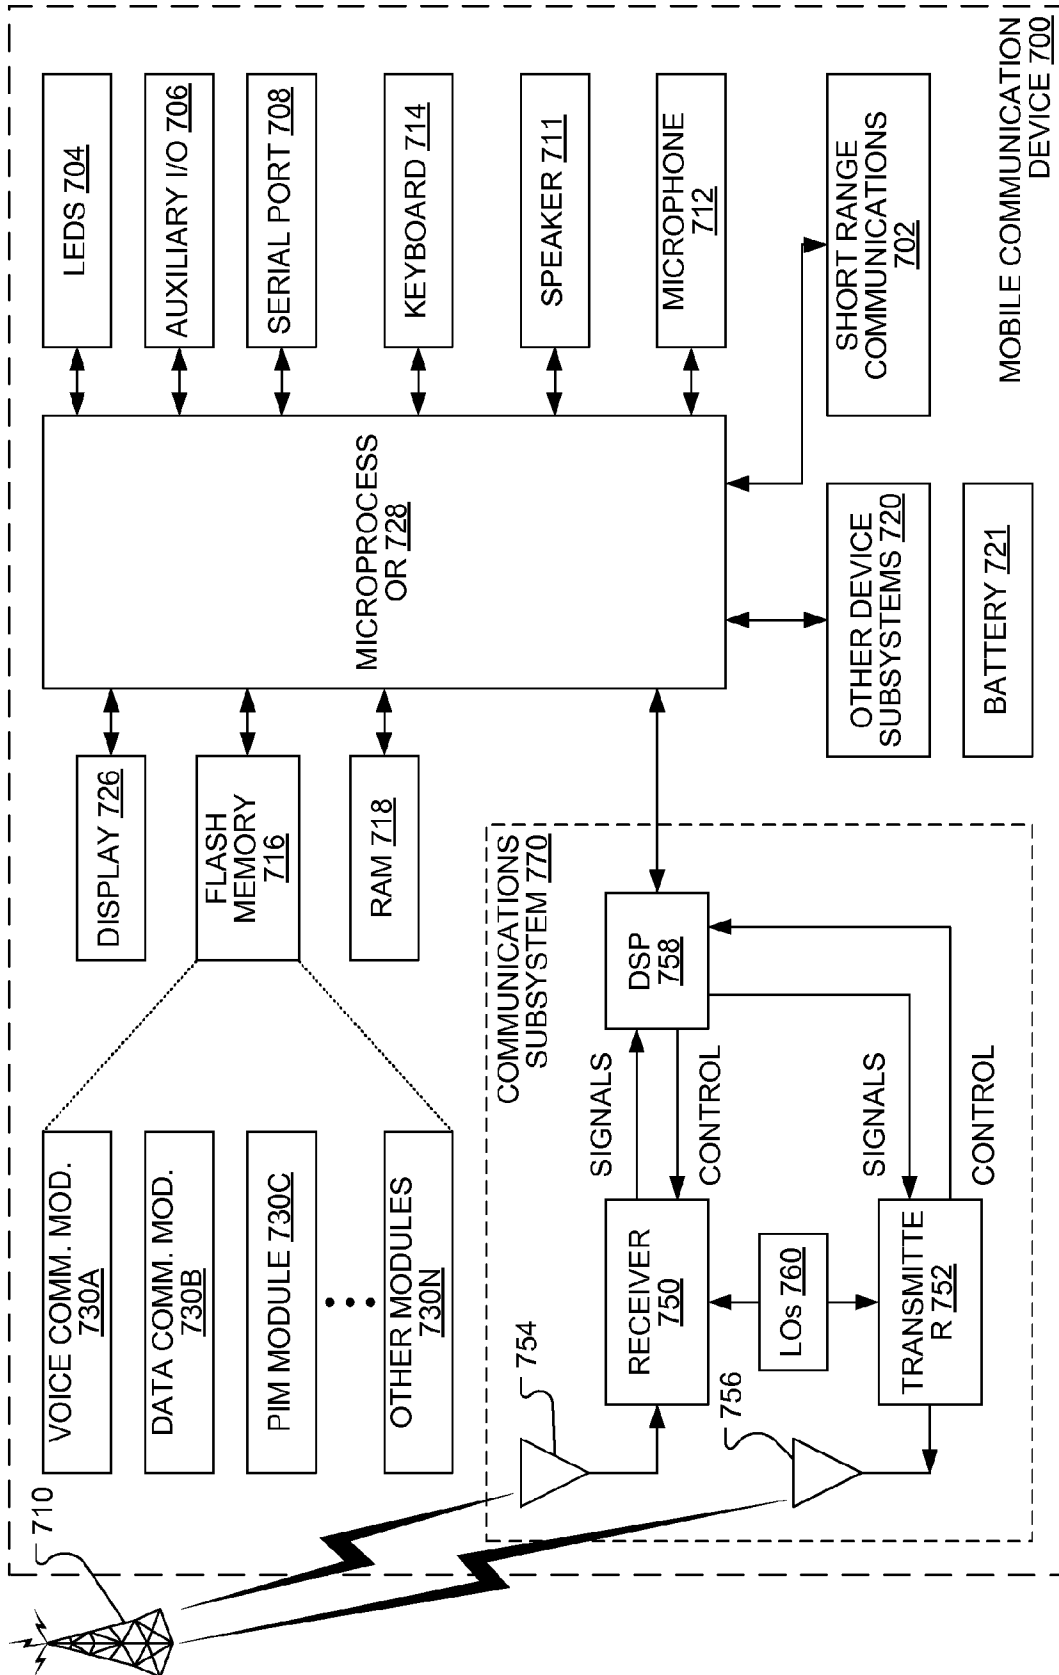 710
VOICE COMM. MOD.
730A
DATA COMM. MOD.
730B
PIM MODULE 730C
OTHER MODULES
730N
DISPLAY 726
FLASH
MEMORY
716
RAM 718
MICROPROCESS
OR 728
LEDS 704
AUXILIARY I/O 706
SERIAL PORT 708
KEYBOARD 714
SPEAKER 711
MICROPHONE
712
SHORT RANGE
COMMUNICATIONS
702
OTHER DEVICE
SUBSYSTEMS 720
BATTERY 721
COMMUNICATIONS
SUBSYSTEM 770
754
RECEIVER
750
SIGNALS
CONTROL
DSP
758
LOs 760
756
TRANSMITTE
R 752
SIGNALS
CONTROL
MOBILE COMMUNICATION
DEVICE 700